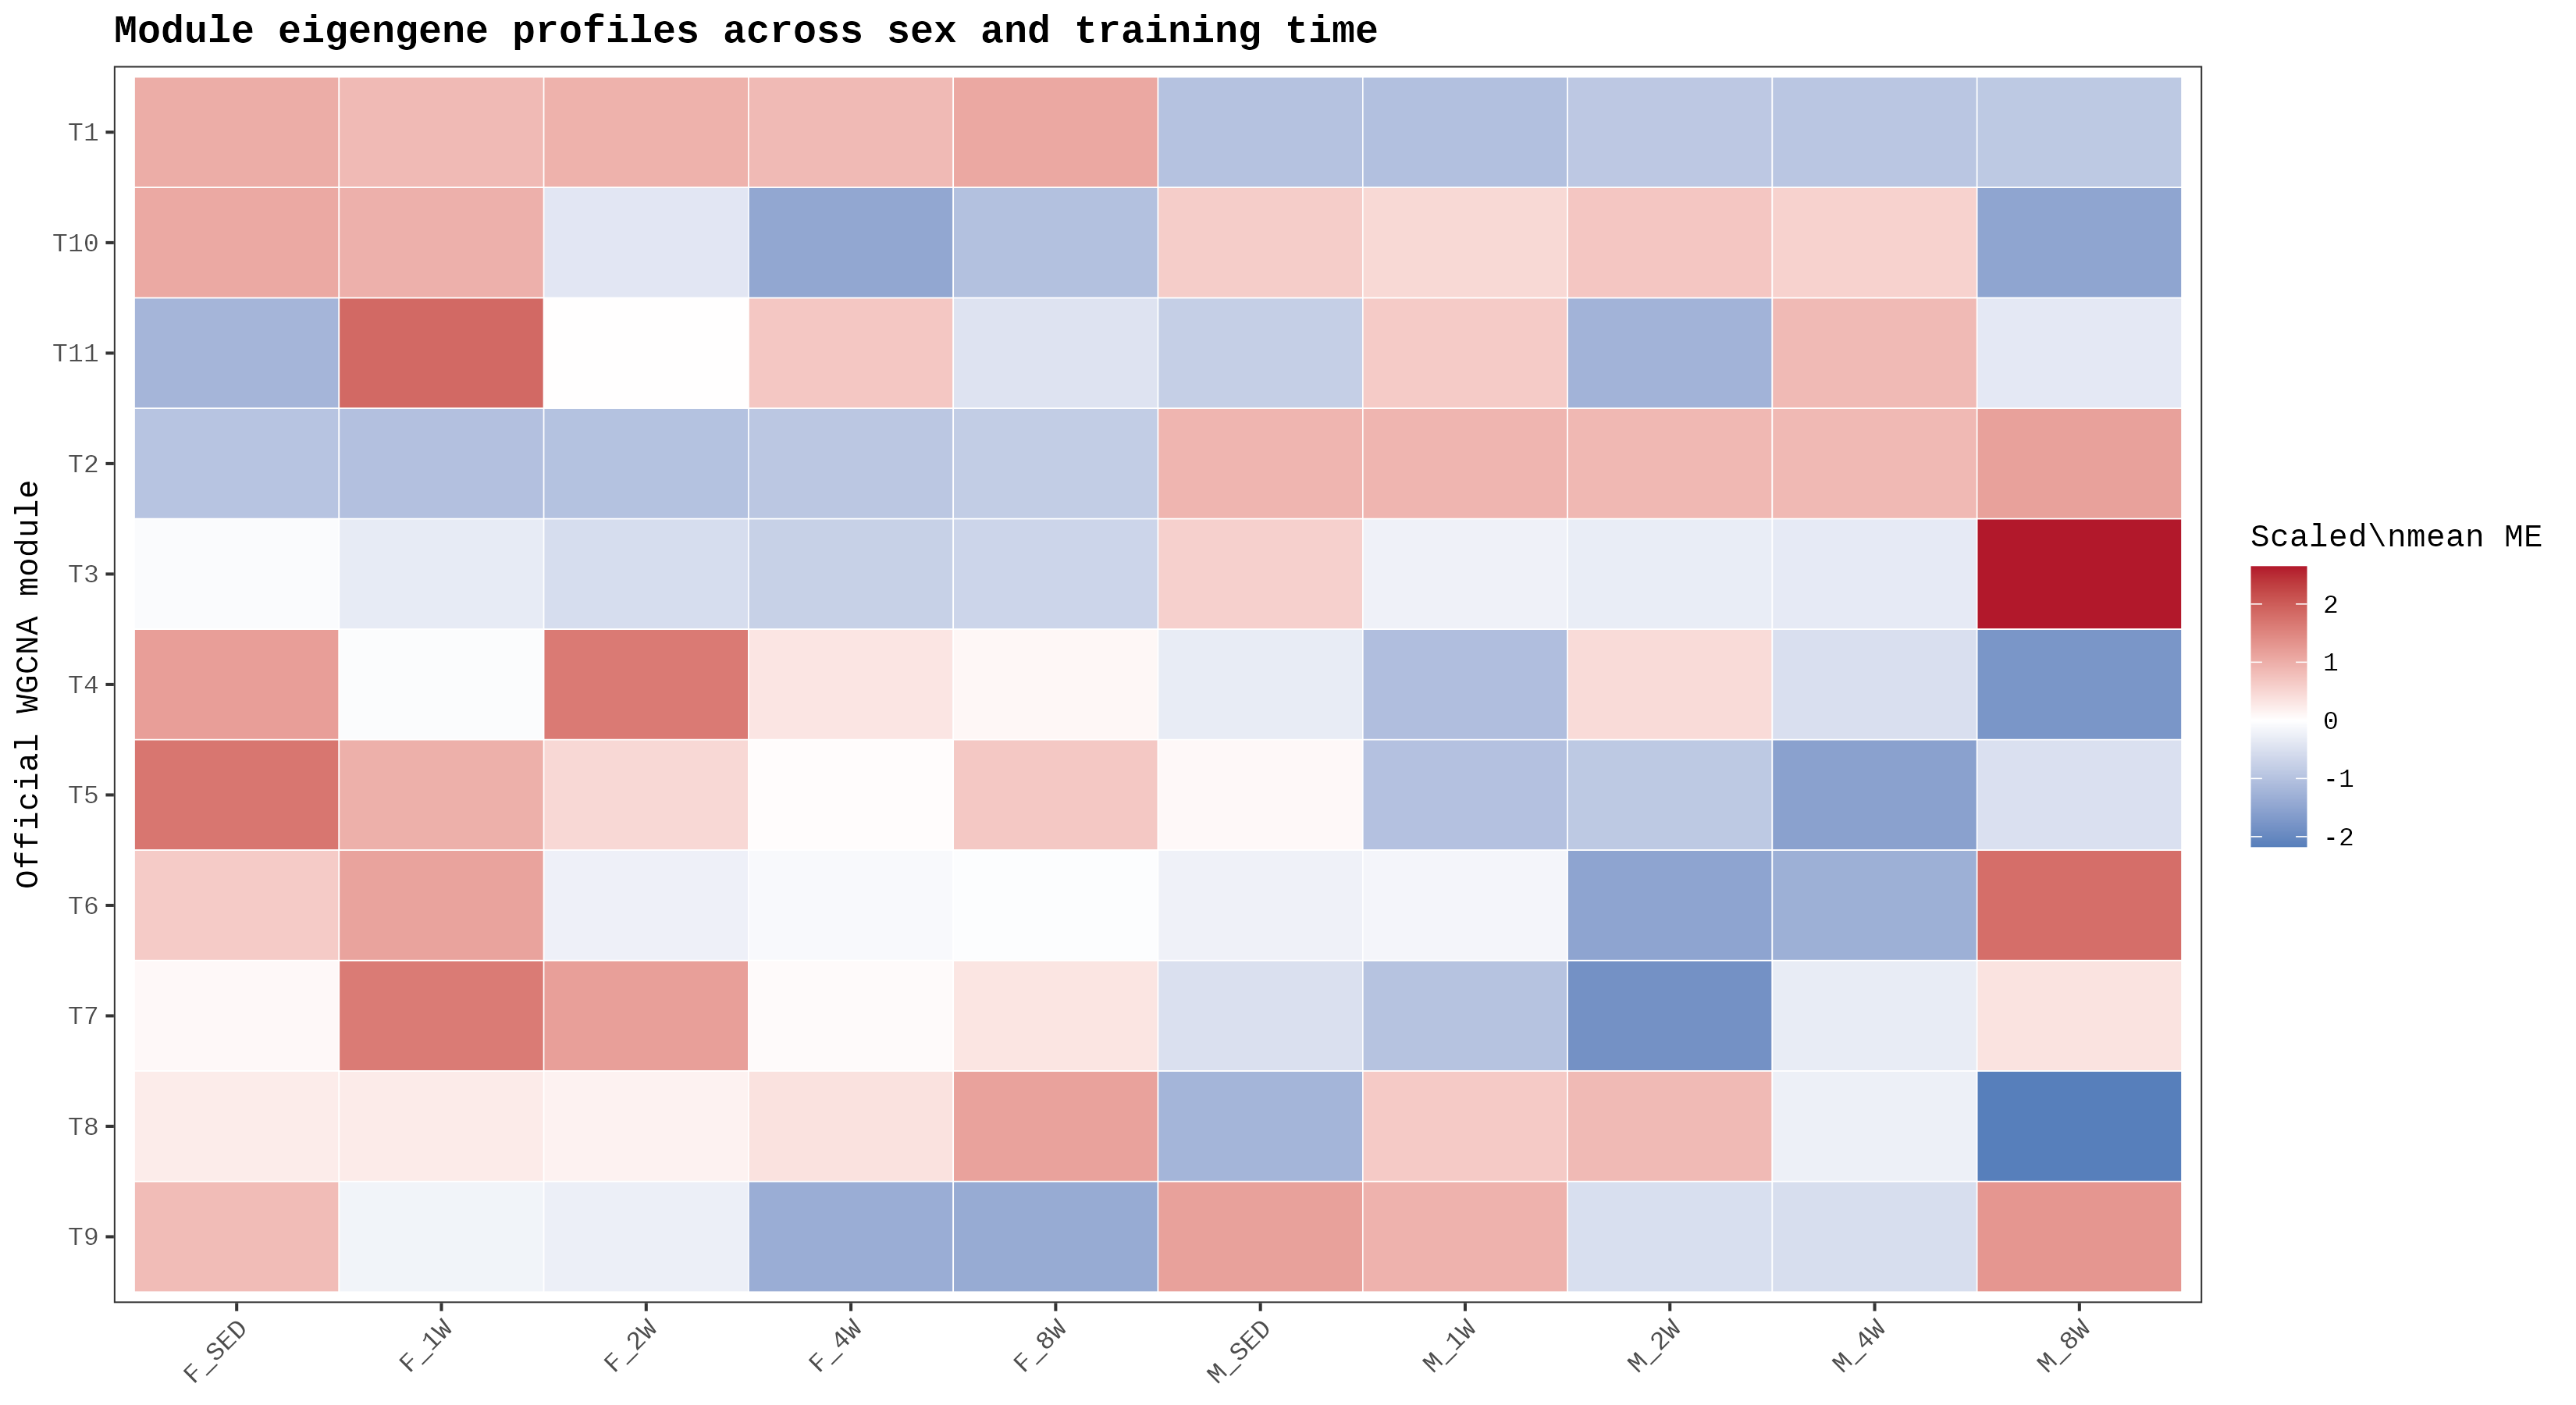 Module eigengene profiles across sex and training time
Official WGCNA module
T1
T10
T11
T2
T3
T4
T5
T6
T7
T8
T9
F_SED
F_1W
F_2W
F_4W
F_8W
M_SED
M_1W
M_2W
M_4W
M_8W
Scaled\nmean ME
2
1
0
-1
-2